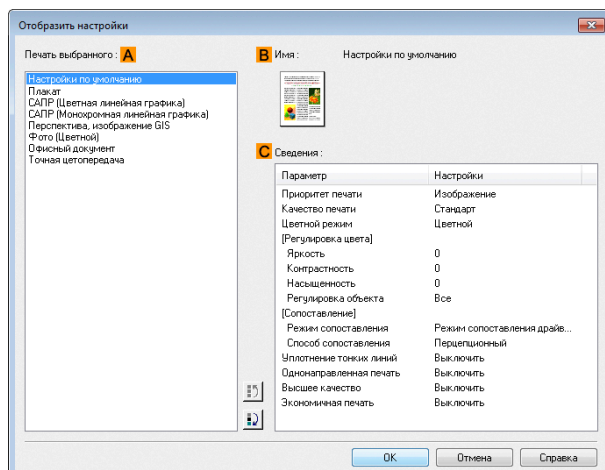 Отобразить настройки
Печать выбранного : A
Настройки по умолчанию
Плакат
САПР (Цветная линейная графика)
САПР (Монохромная линейная графика)
Перспектива, изображение GIS
Фото (Цветной)
Офисный документ
Точная цетопередача
B Имя : Настройки по умолчанию
C Сведения :
Параметр Настройки
Приоритет печати Изображение
Качество печати Стандарт
Цветной режим Цветной
[Регулировка цвета]
Яркость 0
Контрастность 0
Насыщенность 0
Регулировка объекта Все
[Сопоставление]
Режим сопоставления Режим сопоставления драйв...
Способ сопоставления Перцепционный
Уплотнение тонких линий Выключить
Однонаправленная печать Выключить
Высшее качество Выключить
Экономичная печать Выключить
OK Отмена Справка